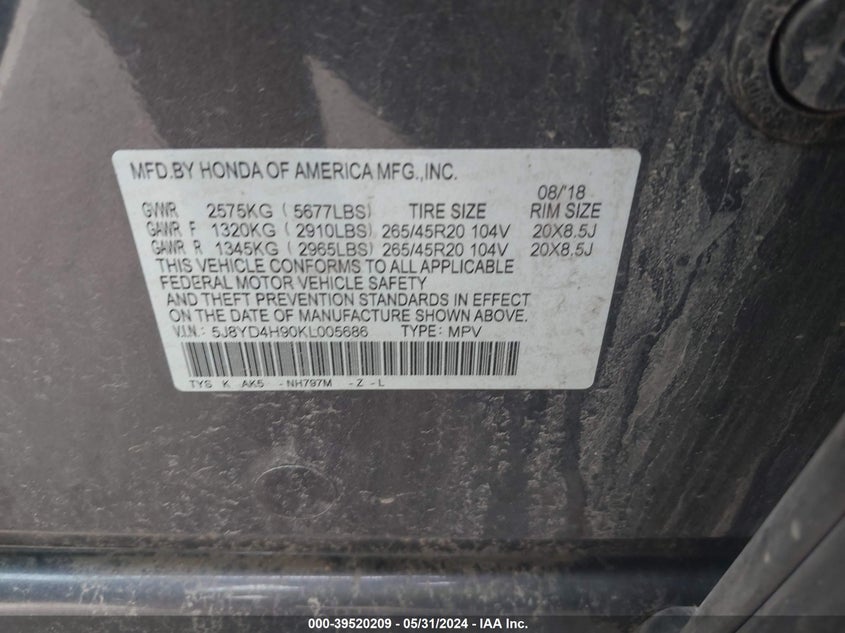 MFD.BY HONDA OF AMERICA MFG.,INC.
08/'18
GVWR 2575KG ( 5677LBS) TIRE SIZE RIM SIZE
GAWR F 1320KG ( 2910LBS) 265/45R20 104V 20X8.5J
GAWR R 1345KG ( 2965LBS) 265/45R20 104V 20X8.5J
THIS VEHICLE CONFORMS TO ALL APPLICABLE
FEDERAL MOTOR VEHICLE SAFETY
AND THEFT PREVENTION STANDARDS IN EFFECT
ON THE DATE OF MANUFACTURE SHOWN ABOVE.
V.I.N.: 5J8YD4H90KL005686 TYPE: MPV
TYS K AK5 -NH797M -Z -L
000-39520209 - 05/31/2024 - IAA Inc.